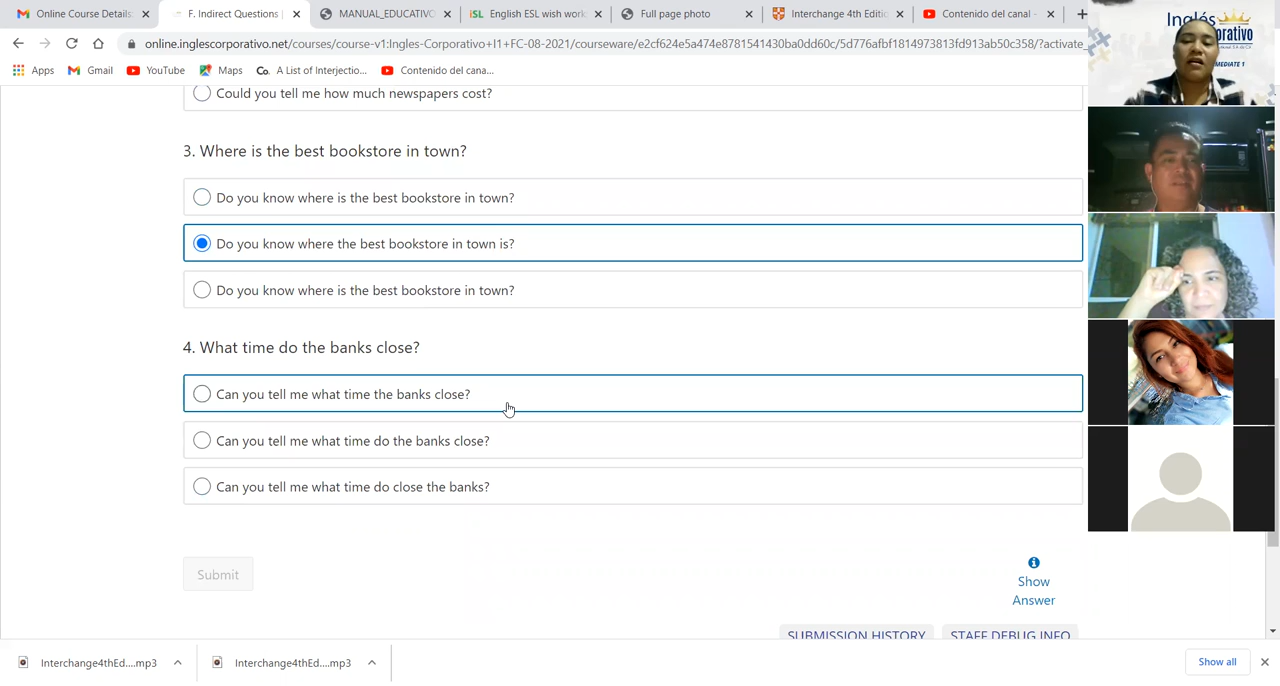 Online Course Details:
F. Indirect Questions
MANUAL_EDUCATIVO
iSL English ESL wish work
Full page photo
Interchange 4th Editi
Contenido del canal -
online.inglescorporativo.net/courses/course-v1:Ingles-Corporativo+I1+FC-08-2021/courseware/e2cf624e5a474e8781541430ba0dd60c/5d776afbf1814973813fd913ab50c358/?activate_
Apps
Gmail
YouTube
Maps
Co. A List of Interjectio...
Contenido del cana...
Inglés
orativo
MEDIATE 1
Could you tell me how much newspapers cost?
3. Where is the best bookstore in town?
Do you know where is the best bookstore in town?
Do you know where the best bookstore in town is?
Do you know where is the best bookstore in town?
4. What time do the banks close?
Can you tell me what time the banks close?
Can you tell me what time do the banks close?
Can you tell me what time do close the banks?
Submit
Show
Answer
SUBMISSION HISTORY
STAFF DEBUG INFO
Interchange4thEd....mp3
Interchange4thEd....mp3
Show all